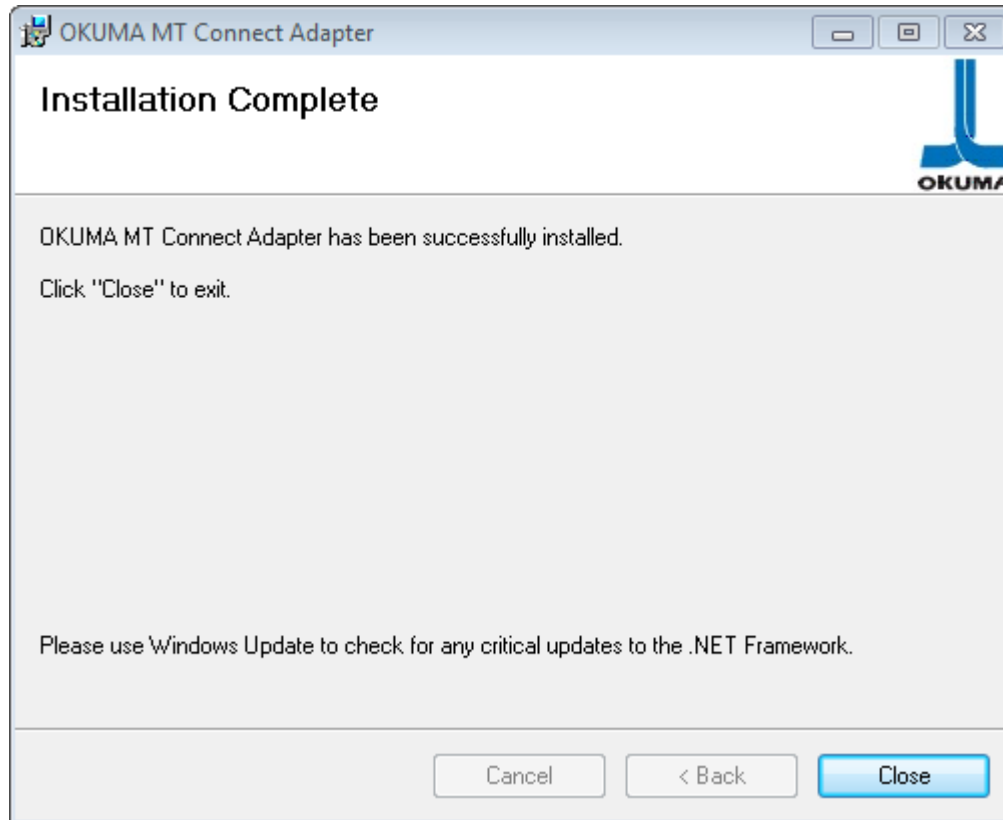 OKUMA MT Connect Adapter
Installation Complete
OKUMA
OKUMA MT Connect Adapter has been successfully installed.
Click "Close" to exit.
Please use Windows Update to check for any critical updates to the .NET Framework.
Cancel
< Back
Close